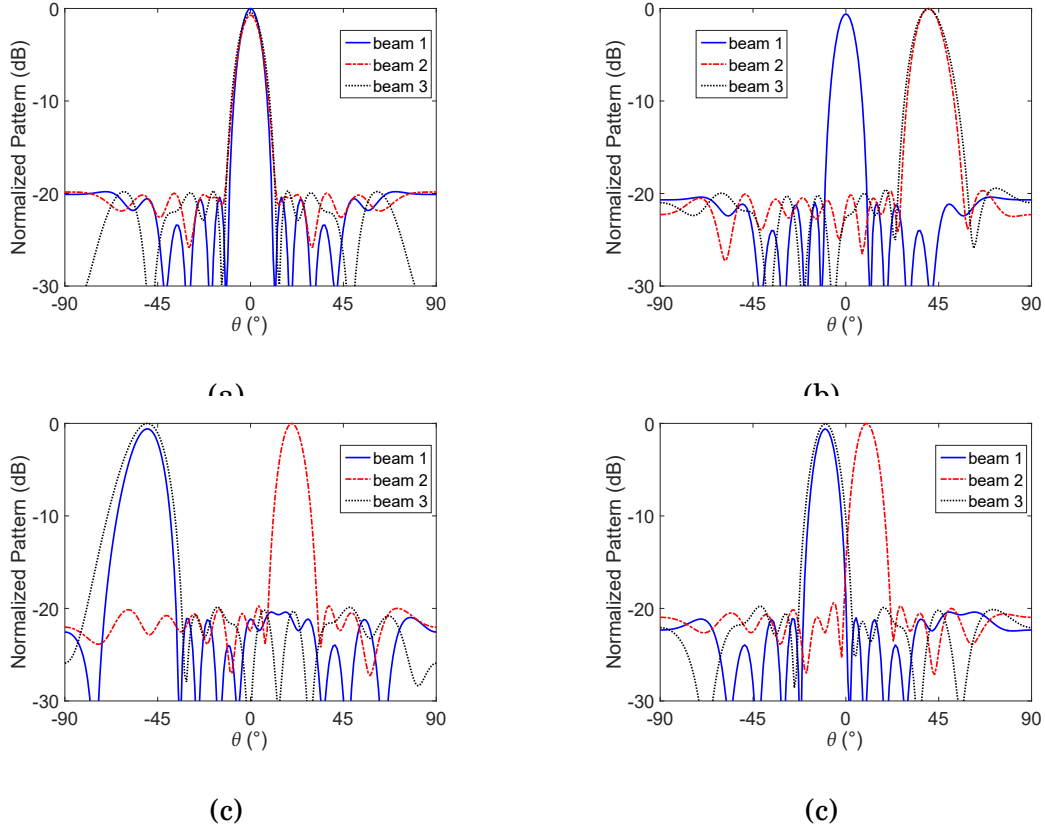 0
-10
-20
-30
Normalized Pattern (dB)
-90 -45 0 45 90
θ (°)
beam 1
beam 2
beam 3
(a)
0
-10
-20
-30
Normalized Pattern (dB)
-90 -45 0 45 90
θ (°)
beam 1
beam 2
beam 3
(b)
0
-10
-20
-30
Normalized Pattern (dB)
-90 -45 0 45 90
θ (°)
beam 1
beam 2
beam 3
(c)
0
-10
-20
-30
Normalized Pattern (dB)
-90 -45 0 45 90
θ (°)
beam 1
beam 2
beam 3
(c)